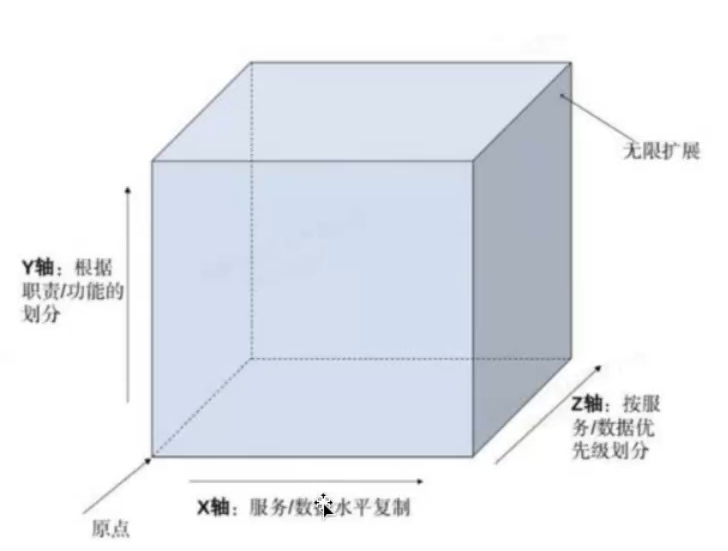 无限扩展
Y轴：根据
职责/功能的
划分
Z轴：按服
务/数据优
先级划分
X轴：服务/数据水平复制
原点